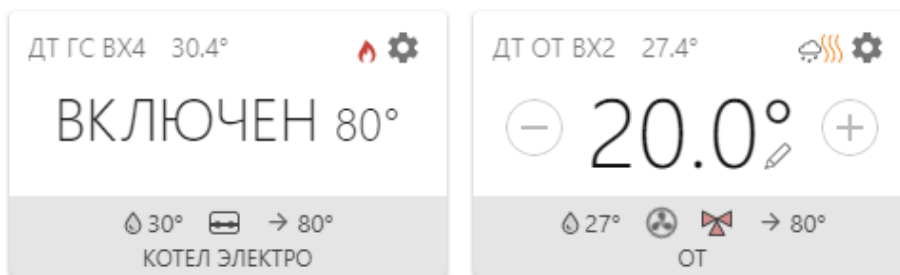 ДТ ГС ВХ4 30.4°
ВКЛЮЧЕН 80°
30° → 80°
КОТЕЛ ЭЛЕКТРО
ДТ ОТ ВХ2 27.4°
20.0°
27° → 80°
ОТ